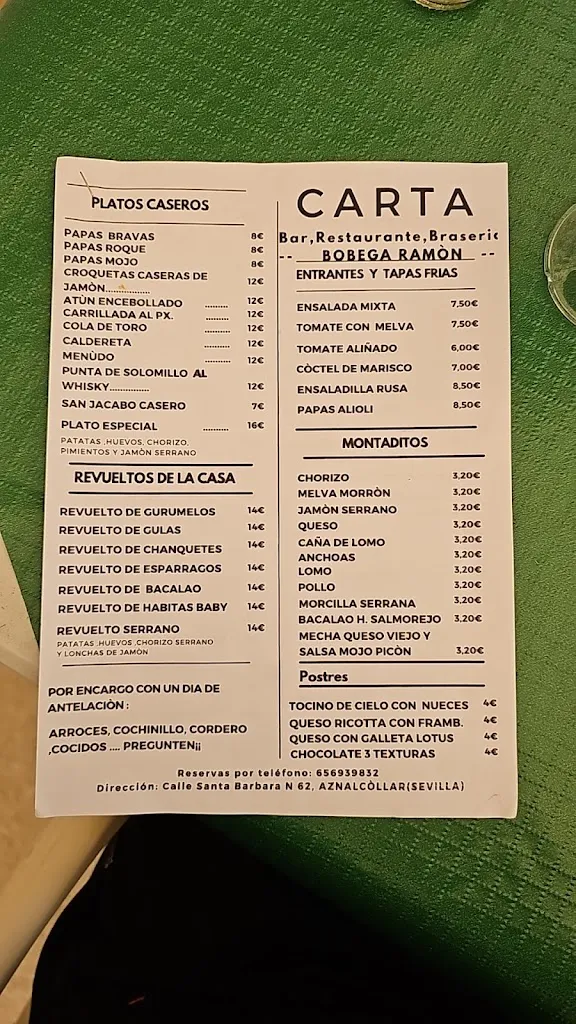 PLATOS CASEROS
PAPAS BRAVAS 8€
PAPAS ROQUE 8€
PAPAS MOJO 8€
CROQUETAS CASERAS DE
JAMÒN................. 12€
ATÙN ENCEBOLLADO ......... 12€
CARRILLADA AL PX. ......... 12€
COLA DE TORO ......... 12€
CALDERETA ......... 12€
MENÙDO ......... 12€
PUNTA DE SOLOMILLO AL
WHISKY............... 12€
SAN JACABO CASERO 7€
PLATO ESPECIAL ......... 16€
PATATAS ,HUEVOS, CHORIZO,
PIMIENTOS Y JAMÒN SERRANO
REVUELTOS DE LA CASA
REVUELTO DE GURUMELOS 14€
REVUELTO DE GULAS 14€
REVUELTO DE CHANQUETES 14€
REVUELTO DE ESPARRAGOS 14€
REVUELTO DE BACALAO 14€
REVUELTO DE HABITAS BABY 14€
REVUELTO SERRANO 14€
PATATAS ,HUEVOS ,CHORIZO SERRANO
Y LONCHAS DE JAMÒN
POR ENCARGO CON UN DIA DE
ANTELACIÒN :
ARROCES, COCHINILLO, CORDERO
,COCIDOS .... PREGUNTEN¡¡
CARTA
Bar,Restaurante,Braseric
-- BOBEGA RAMÒN --
ENTRANTES Y TAPAS FRIAS
ENSALADA MIXTA 7,50€
TOMATE CON MELVA 7,50€
TOMATE ALIÑADO 6,00€
CÒCTEL DE MARISCO 7,00€
ENSALADILLA RUSA 8,50€
PAPAS ALIOLI 8,50€
MONTADITOS
CHORIZO 3,20€
MELVA MORRÒN 3,20€
JAMÒN SERRANO 3,20€
QUESO 3,20€
CAÑA DE LOMO 3,20€
ANCHOAS 3,20€
LOMO 3,20€
POLLO 3,20€
MORCILLA SERRANA 3,20€
BACALAO H. SALMOREJO 3,20€
MECHA QUESO VIEJO Y
SALSA MOJO PICÒN 3,20€
Postres
TOCINO DE CIELO CON NUECES 4€
QUESO RICOTTA CON FRAMB. 4€
QUESO CON GALLETA LOTUS 4€
CHOCOLATE 3 TEXTURAS 4€
Reservas por teléfono: 656939832
Dirección: Calle Santa Barbara N 62, AZNALCÒLLAR(SEVILLA)